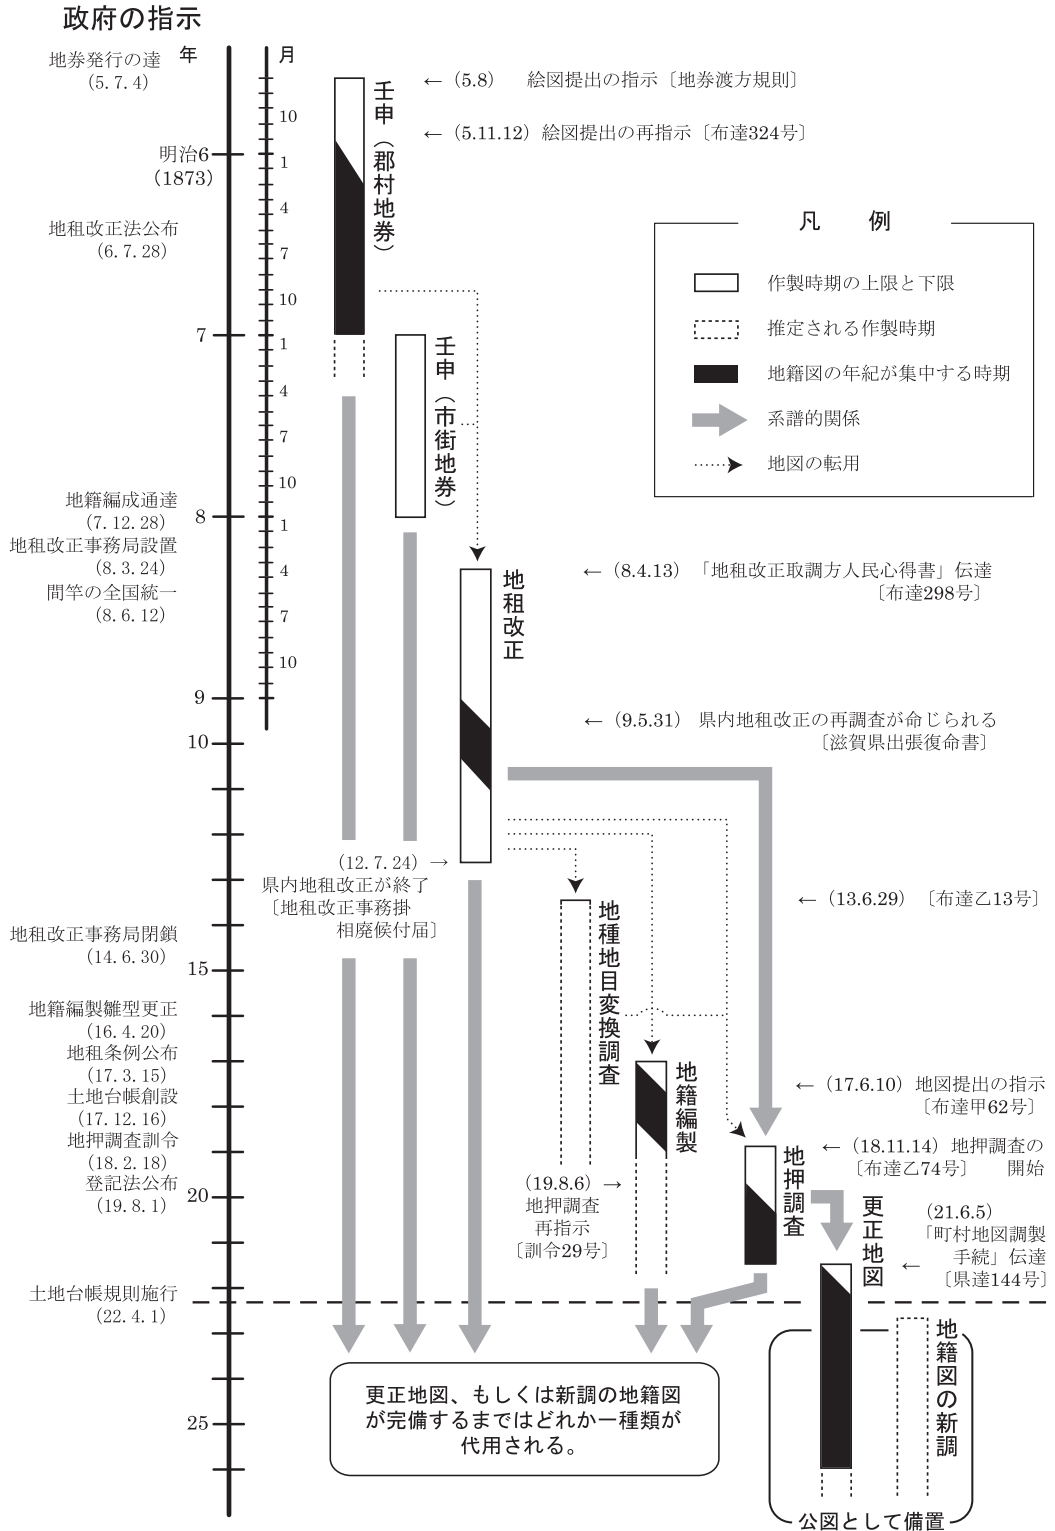 政府の指示
年
月
地券発行の達
(5.7.4)
明治6
(1873)
地租改正法公布
(6.7.28)
7
地籍編成通達
(7.12.28)
8
地租改正事務局設置
(8.3.24)
間竿の全国統一
(8.6.12)
9
10
地租改正事務局閉鎖
(14.6.30)
15
地籍編製雛型更正
(16.4.20)
地租条例公布
(17.3.15)
土地台帳創設
(17.12.16)
地押調査訓令
(18.2.18)
登記法公布
(19.8.1)
20
土地台帳規則施行
(22.4.1)
25
10
1
4
7
10
1
4
7
10
1
4
7
10
壬申（郡村地券）
壬申（市街地券）
地租改正
地種地目変換調査
地籍編製
地押調査
更正地図
地籍図の新調
←（5.8） 絵図提出の指示〔地券渡方規則〕
←（5.11.12）絵図提出の再指示〔布達324号〕
凡 例
作製時期の上限と下限
推定される作製時期
地籍図の年紀が集中する時期
系譜的関係
地図の転用
←（8.4.13）「地租改正取調方人民心得書」伝達
〔布達298号〕
←（9.5.31） 県内地租改正の再調査が命じられる
〔滋賀県出張復命書〕
（12.7.24）→
県内地租改正が終了
〔地租改正事務掛
相廃候付届〕
←（13.6.29）〔布達乙13号〕
←（17.6.10）地図提出の指示
〔布達甲62号〕
←（18.11.14）地押調査の
〔布達乙74号〕 開始
（19.8.6）→
地押調査
再指示
〔訓令29号〕
（21.6.5）
「町村地図調製
手続」伝達
←〔県達144号〕
更正地図、もしくは新調の地籍図
が完備するまではどれか一種類が
代用される。
公図として備置